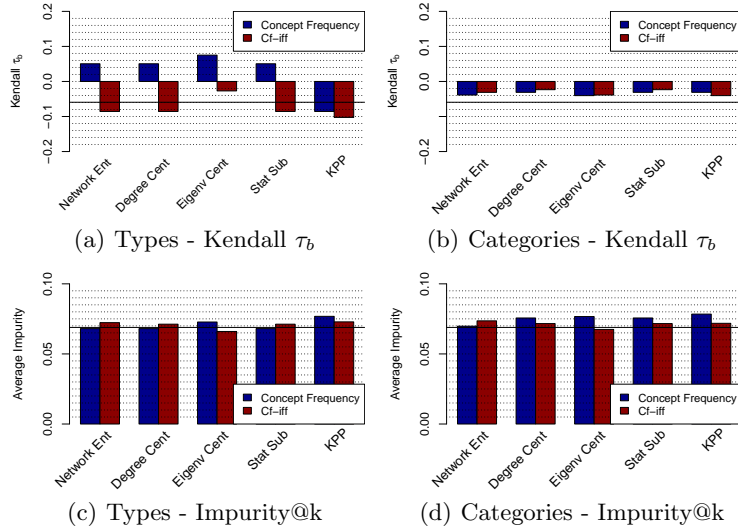 Kendall τb
0.2
0.1
0.0
−0.1
−0.2
Concept Frequency
Cf−iff
Network Ent
Degree Cent
Eigenv Cent
Stat Sub
KPP
(a) Types - Kendall τb
Kendall τb
0.2
0.1
0.0
−0.2
Concept Frequency
Cf−iff
Network Ent
Degree Cent
Eigenv Cent
Stat Sub
KPP
(b) Categories - Kendall τb
Average Impurity
0.10
0.05
0.00
Concept Frequency
Cf−iff
Network Ent
Degree Cent
Eigenv Cent
Stat Sub
KPP
(c) Types - Impurity@k
Average Impurity
0.10
0.05
0.00
Concept Frequency
Cf−iff
Network Ent
Degree Cent
Eigenv Cent
Stat Sub
KPP
(d) Categories - Impurity@k